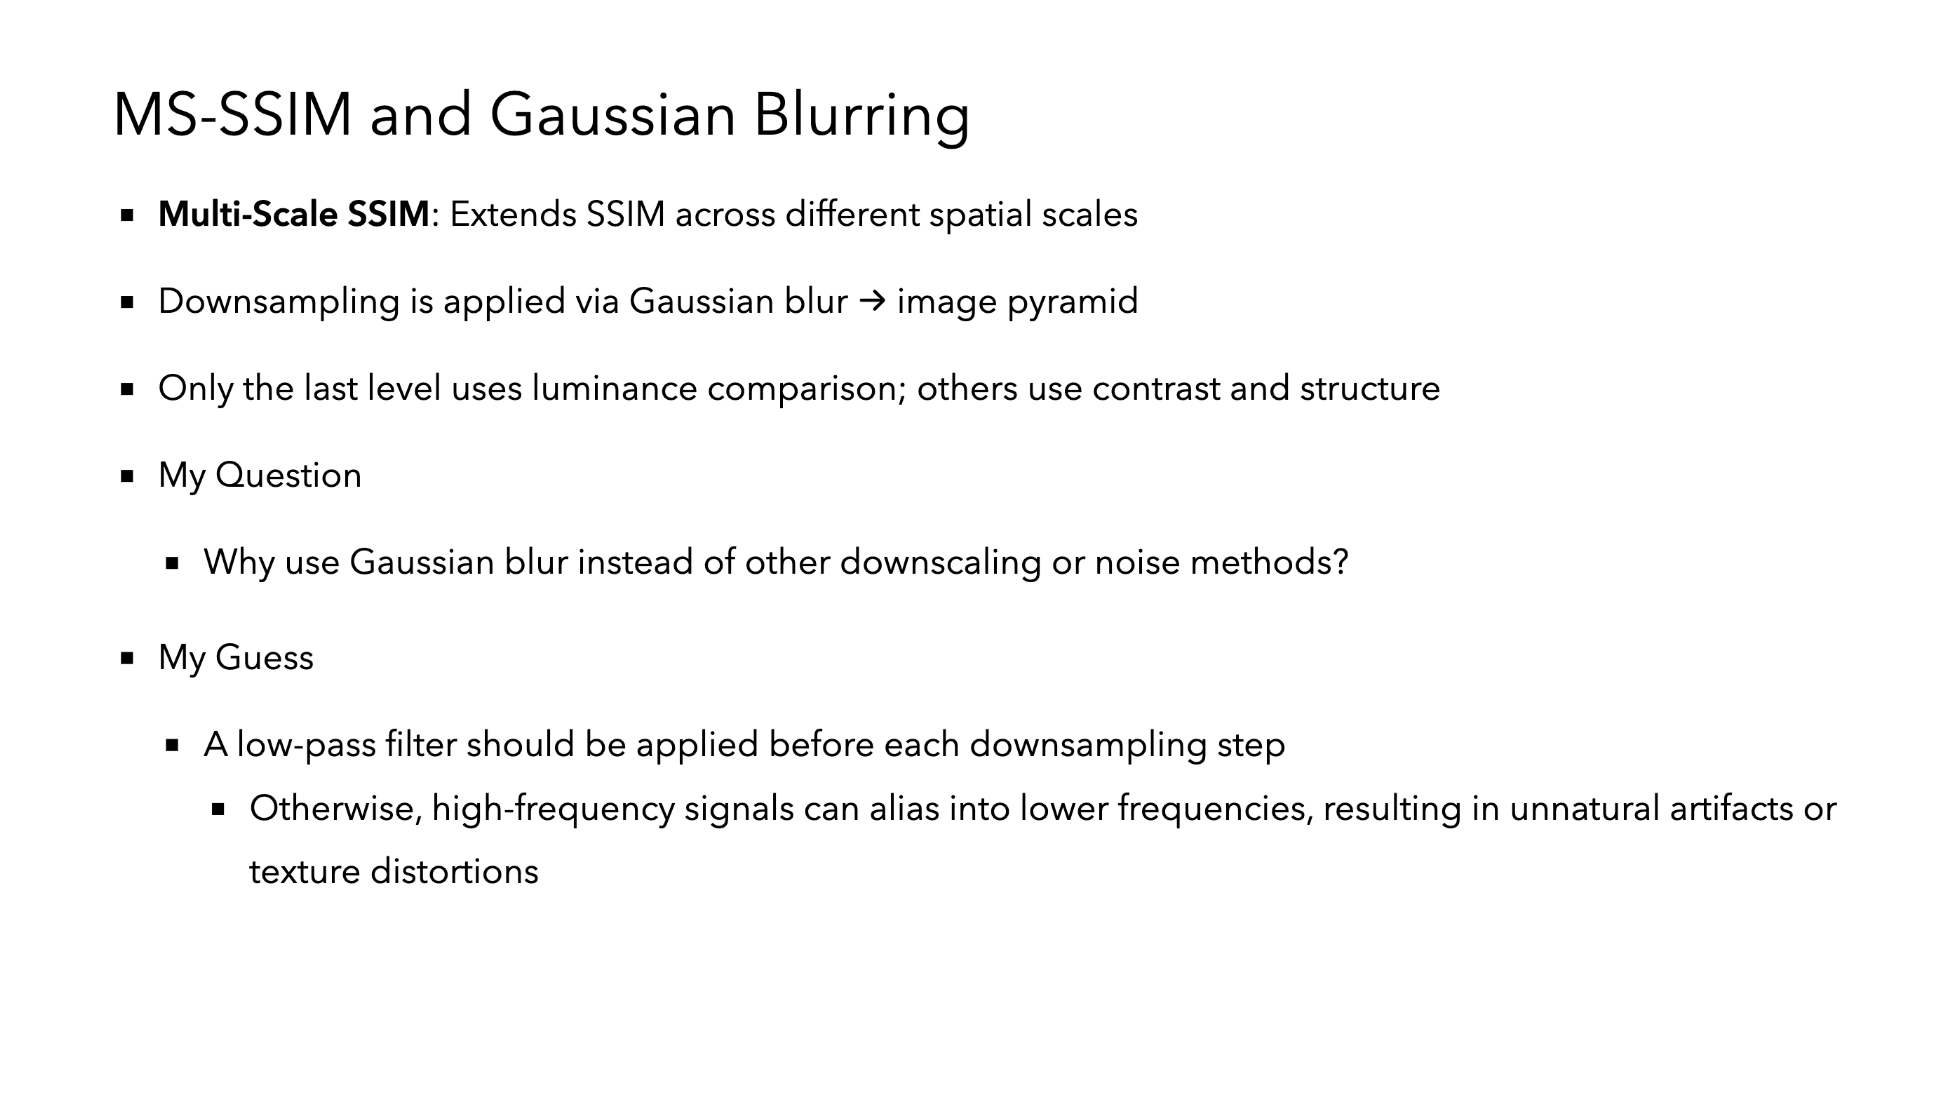 MS-SSIM and Gaussian Blurring
▪ Multi-Scale SSIM: Extends SSIM across different spatial scales
▪ Downsampling is applied via Gaussian blur → image pyramid
▪ Only the last level uses luminance comparison; others use contrast and structure
▪ My Question
▪ Why use Gaussian blur instead of other downscaling or noise methods?
▪ My Guess
▪ A low-pass filter should be applied before each downsampling step
▪ Otherwise, high-frequency signals can alias into lower frequencies, resulting in unnatural artifacts or
texture distortions